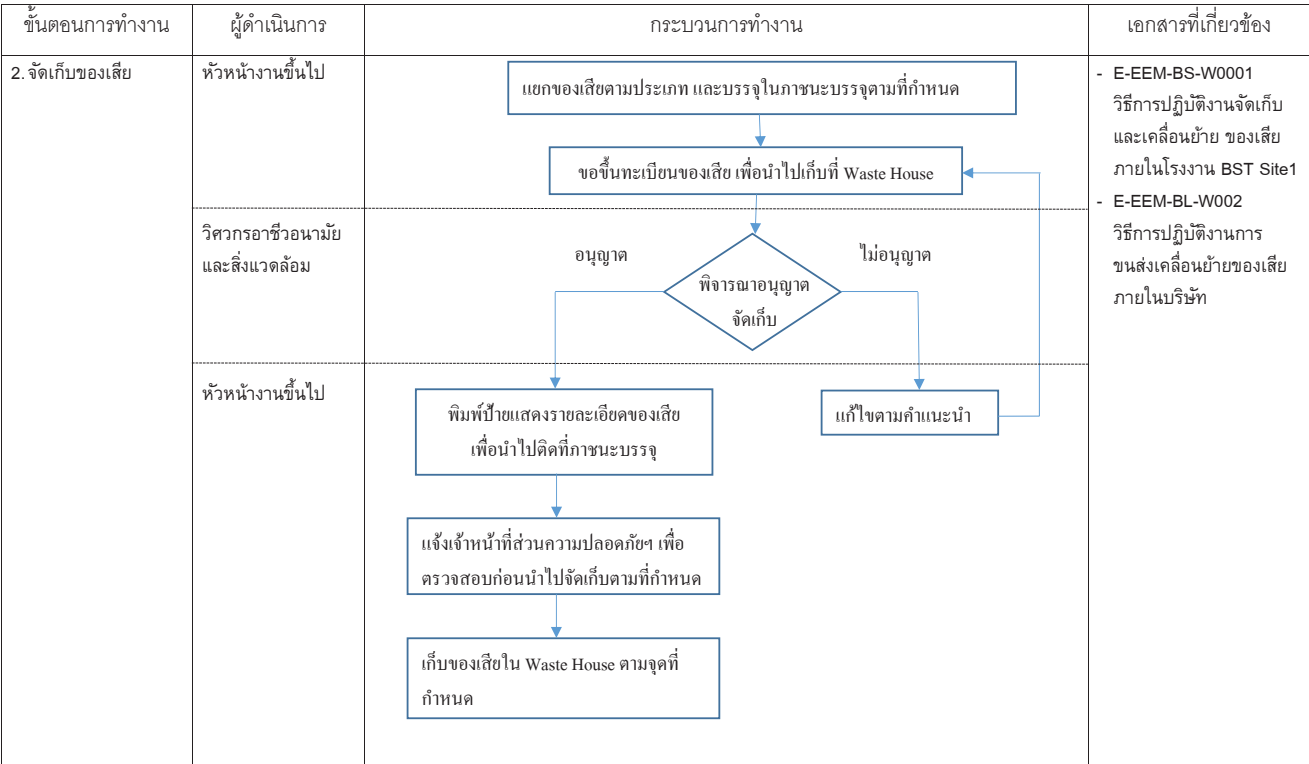 ขั้นตอนการทำงาน
ผู้ดำเนินการ
กระบวนการทำงาน
เอกสารที่เกี่ยวข้อง
2. จัดเก็บของเสีย
หัวหน้างานขึ้นไป
แยกของเสียตามประเภท และบรรจุในภาชนะบรรจุตามที่กำหนด
ขอขึ้นทะเบียนของเสีย เพื่อนำไปเก็บที่ Waste House
- E-EEM-BS-W0001
วิธีการปฏิบัติงานจัดเก็บ
และเคลื่อนย้าย ของเสีย
ภายในโรงงาน BST Site1
- E-EEM-BL-W002
วิธีการปฏิบัติงานการ
ขนส่งเคลื่อนย้ายของเสีย
ภายในบริษัท
วิศวกรอาชีวอนามัย
และสิ่งแวดล้อม
อนุญาต
ไม่อนุญาต
พิจารณาอนุญาต
จัดเก็บ
หัวหน้างานขึ้นไป
พิมพ์ป้ายแสดงรายละเอียดของเสีย
เพื่อนำไปติดที่ภาชนะบรรจุ
แก้ไขตามคำแนะนำ
แจ้งเจ้าหน้าที่ส่วนความปลอดภัยฯ เพื่อ
ตรวจสอบก่อนนำไปจัดเก็บตามที่กำหนด
เก็บของเสียใน Waste House ตามจุดที่
กำหนด